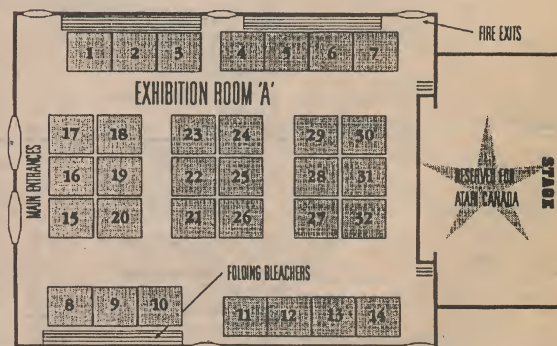 FIRE EXITS
1 2 3 4 5 6 7
EXHIBITION ROOM 'A'
17 18 23 24 29 30
MAIN ENTRANCES
16 19 22 25 28 31
RESERVED FOR
ATARI CANADA
STAGE
15 20 21 26 27 32
FOLDING BLEACHERS
8 9 10 11 12 13 14